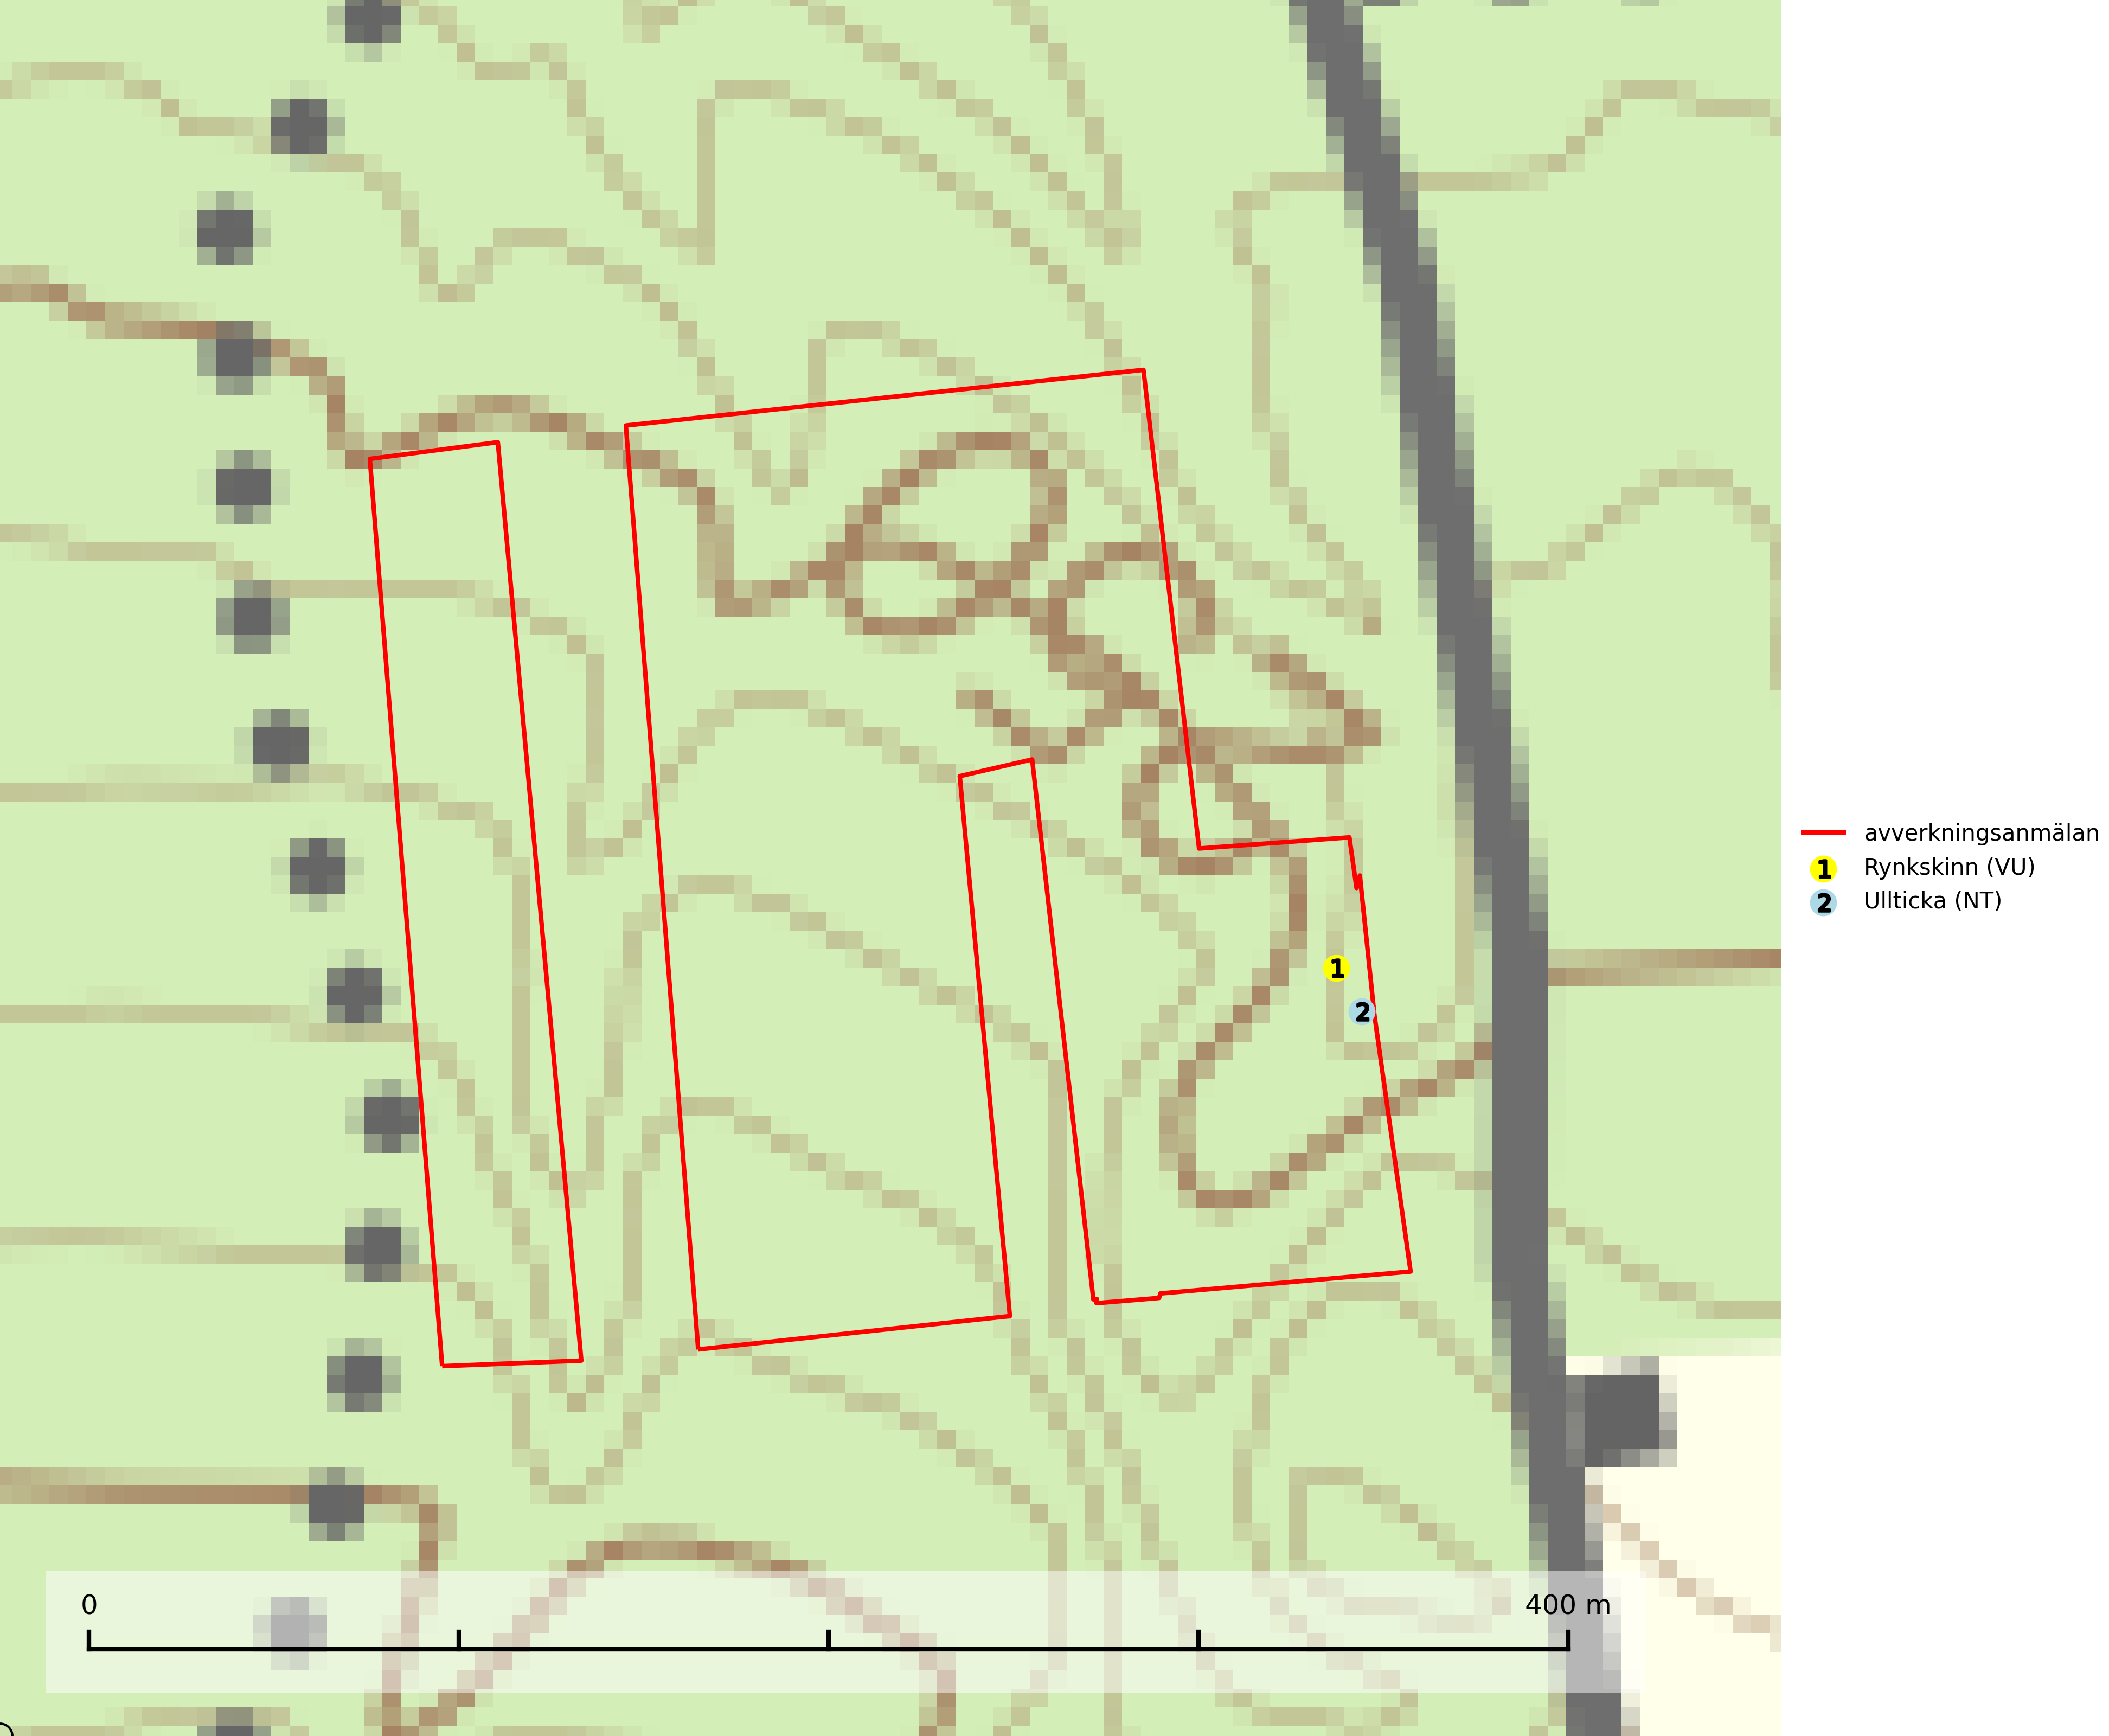 avverkningsanmälan
1 Rynkskinn (VU)
2 Ullticka (NT)
1
2
0 400 m